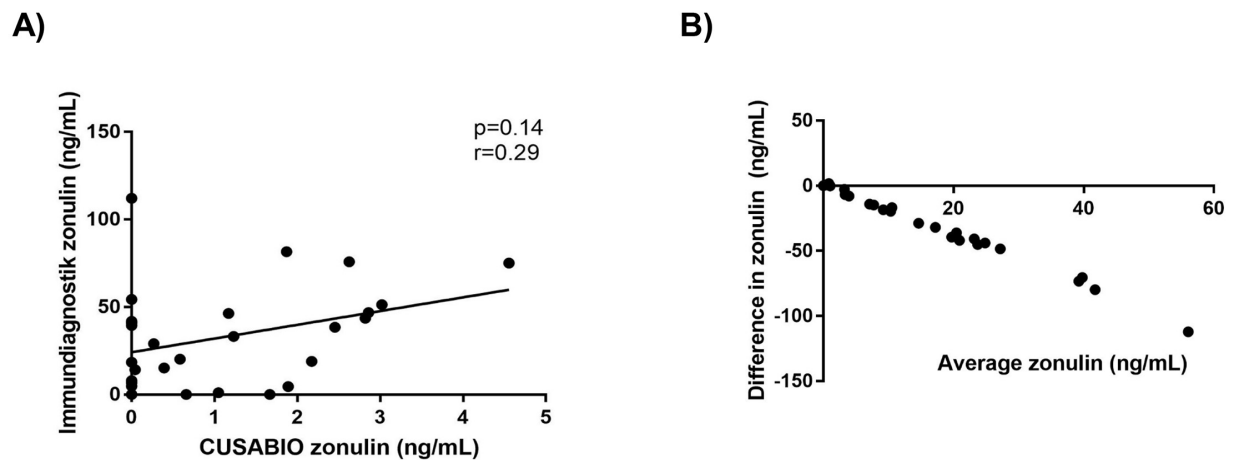 A)
B)
Immundiagnostik zonulin (ng/mL)
150
100
50
0
p=0.14
r=0.29
0
1
2
3
4
5
CUSABIO zonulin (ng/mL)
Difference in zonulin (ng/mL)
50
0
-50
-100
-150
20
40
60
Average zonulin (ng/mL)